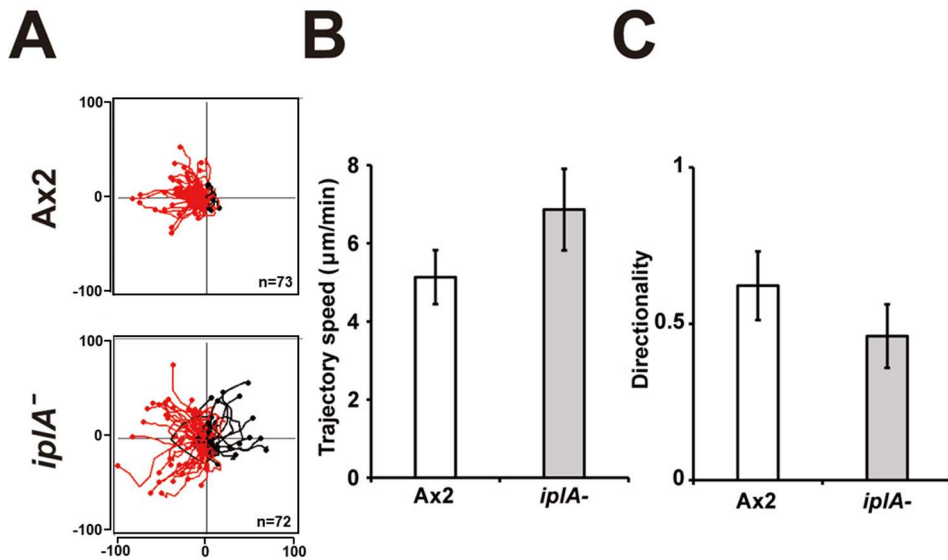 A
B
C
Ax2
100
0
-100
n=73
iplA⁻
100
0
-100
n=72
-100
0
100
Trajectory speed (µm/min)
8
6
4
2
0
Ax2
iplA-
Directionality
1
0.5
0
Ax2
iplA-